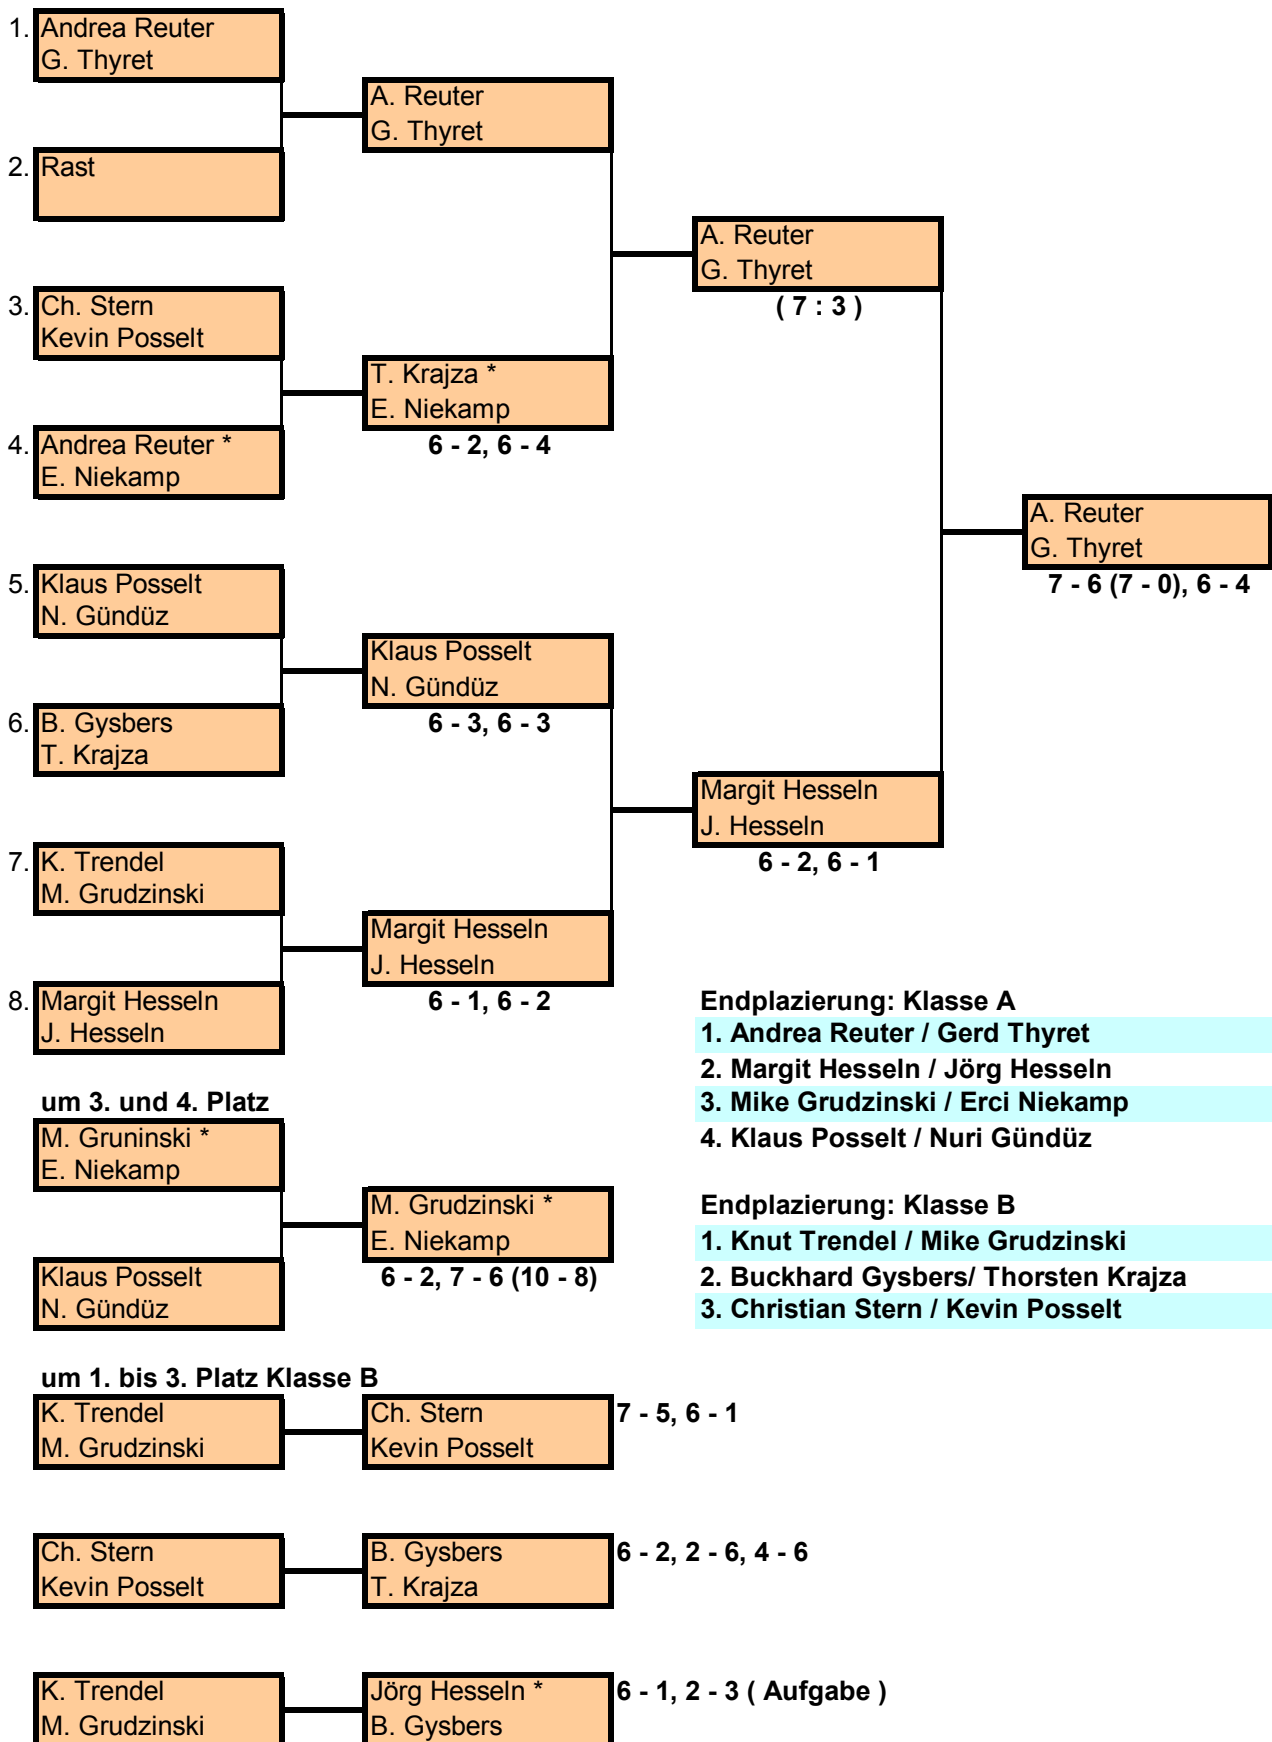 1. Andrea Reuter
G. Thyret
A. Reuter
G. Thyret
2. Rast
A. Reuter
G. Thyret
( 7 : 3 )
3. Ch. Stern
Kevin Posselt
T. Krajza *
E. Niekamp
6 - 2, 6 - 4
4. Andrea Reuter *
E. Niekamp
A. Reuter
G. Thyret
7 - 6 (7 - 0), 6 - 4
5. Klaus Posselt
N. Gündüz
Klaus Posselt
N. Gündüz
6 - 3, 6 - 3
6. B. Gysbers
T. Krajza
Margit Hesseln
J. Hesseln
6 - 2, 6 - 1
7. K. Trendel
M. Grudzinski
Margit Hesseln
J. Hesseln
6 - 1, 6 - 2
8. Margit Hesseln
J. Hesseln
Endplazierung: Klasse A
1. Andrea Reuter / Gerd Thyret
2. Margit Hesseln / Jörg Hesseln
3. Mike Grudzinski / Erci Niekamp
4. Klaus Posselt / Nuri Gündüz
um 3. und 4. Platz
M. Gruninski *
E. Niekamp
M. Grudzinski *
E. Niekamp
6 - 2, 7 - 6 (10 - 8)
Klaus Posselt
N. Gündüz
Endplazierung: Klasse B
1. Knut Trendel / Mike Grudzinski
2. Buckhard Gysbers/ Thorsten Krajza
3. Christian Stern / Kevin Posselt
um 1. bis 3. Platz Klasse B
K. Trendel
M. Grudzinski
Ch. Stern
Kevin Posselt
7 - 5, 6 - 1
Ch. Stern
Kevin Posselt
B. Gysbers
T. Krajza
6 - 2, 2 - 6, 4 - 6
K. Trendel
M. Grudzinski
Jörg Hesseln *
B. Gysbers
6 - 1, 2 - 3 ( Aufgabe )